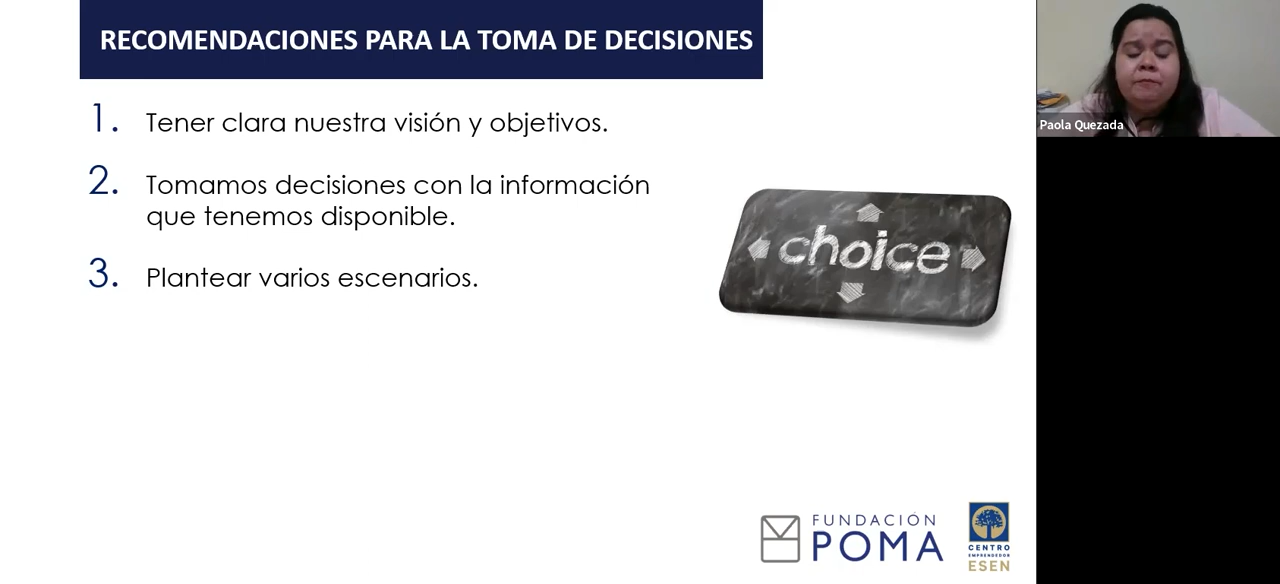 RECOMENDACIONES PARA LA TOMA DE DECISIONES
1. Tener clara nuestra visión y objetivos.
2. Tomamos decisiones con la información
que tenemos disponible.
3. Plantear varios escenarios.
choice
FUNDACIÓN
POMA
CENTRO
EMPRENDEDOR
ESEN
Paola Quezada